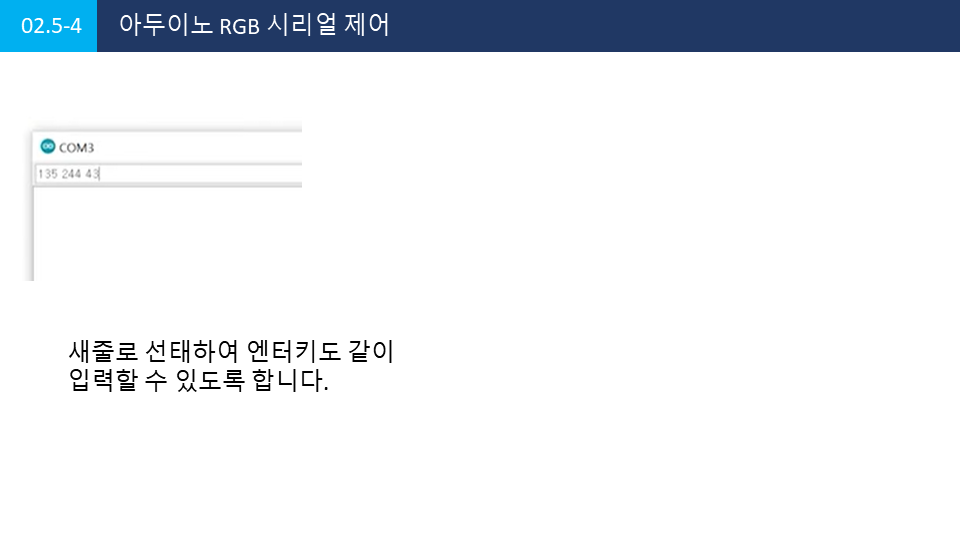 02.5-4
아두이노 RGB 시리얼 제어
COM3
135 244 43
새줄로 선태하여 엔터키도 같이
입력할 수 있도록 합니다.